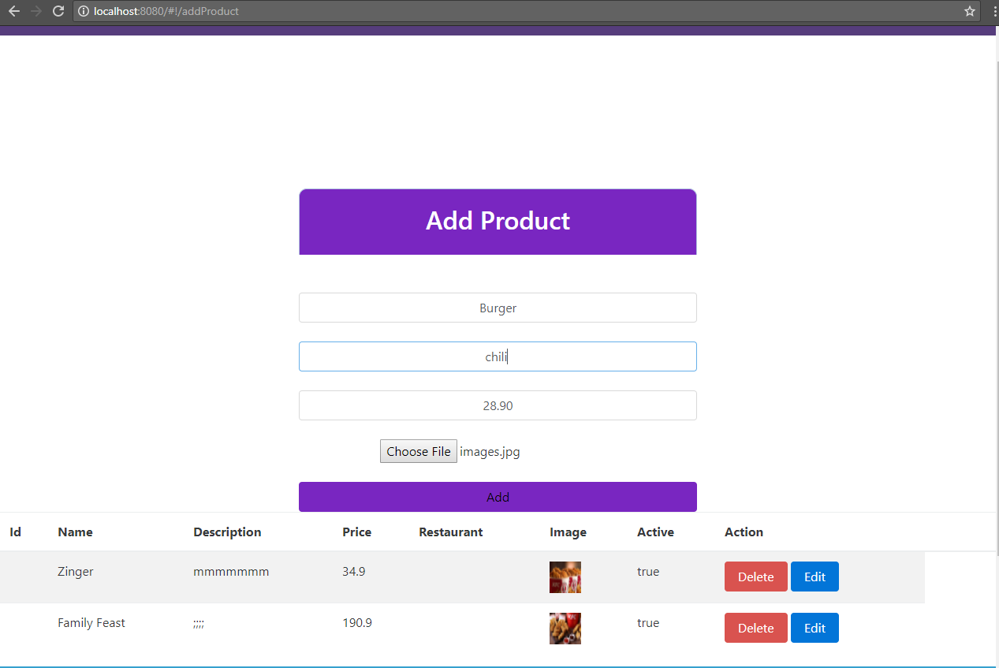 localhost:8080/#!/addProduct
Add Product
Burger
chili
28.90
Choose File images.jpg
Add
Id Name Description Price Restaurant Image Active Action
Zinger mmmmmmm 34.9 true Delete Edit
Family Feast ;;;; 190.9 true Delete Edit